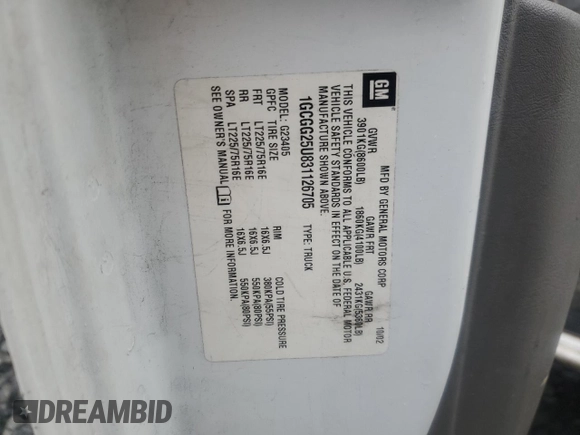 GM
MFD BY GENERAL MOTORS CORP 10/02
GVWR GAWR FRT GAWR RR
3901KG(8600LB) 1860KG(4100LB) 2431KG(5360LB)
THIS VEHICLE CONFORMS TO ALL APPLICABLE U.S. FEDERAL MOTOR
VEHICLE SAFETY STANDARDS IN EFFECT ON THE DATE OF
MANUFACTURE SHOWN ABOVE.
1GCGG25U831126705 TYPE: TRUCK
MODEL: G23405
GPFC TIRE SIZE RIM COLD TIRE PRESSURE
FRT LT225/75R16E 16X6.5J 380KPA(55PSI)
RR LT225/75R16E 16X6.5J 550KPA(80PSI)
SPA LT225/75R16E 16X6.5J 550KPA(80PSI)
SEE OWNER'S MANUAL FOR MORE INFORMATION.
DREAMBID